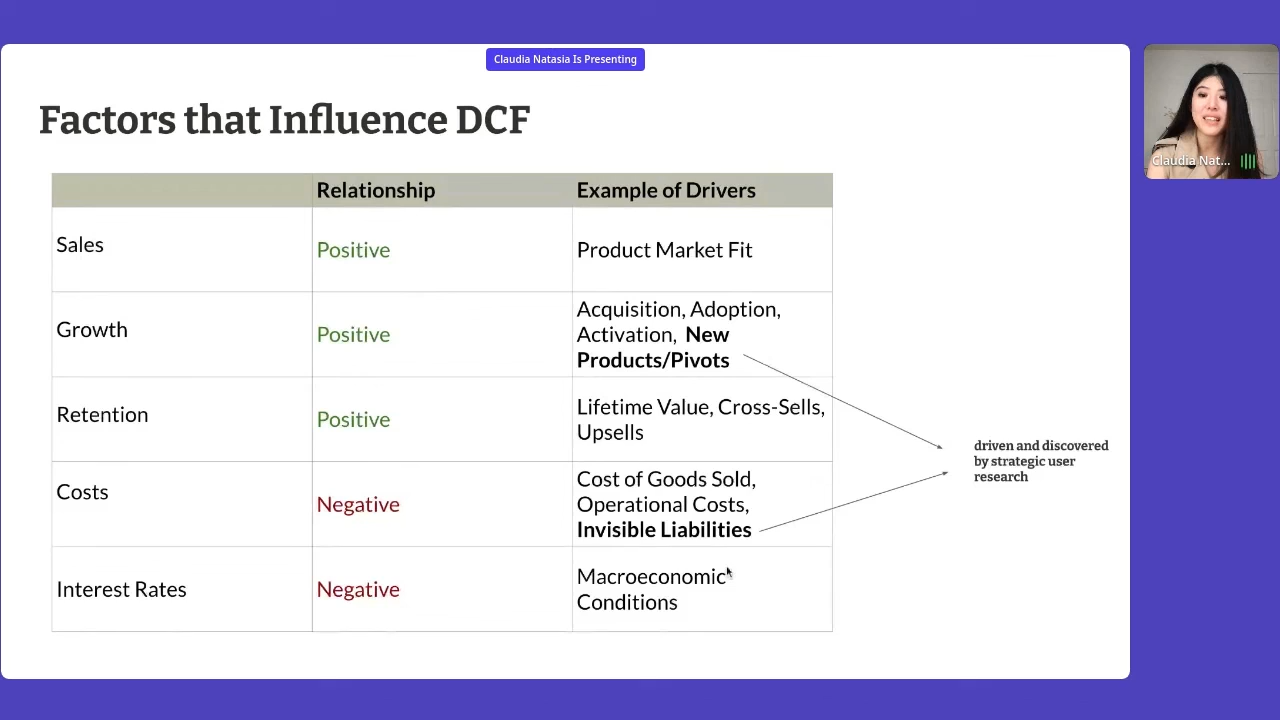 Claudia Natasia Is Presenting
Factors that Influence DCF
Relationship
Example of Drivers
Sales
Positive
Product Market Fit
Growth
Positive
Acquisition, Adoption,
Activation, New
Products/Pivots
Retention
Positive
Lifetime Value, Cross-Sells,
Upsells
Costs
Negative
Cost of Goods Sold,
Operational Costs,
Invisible Liabilities
Interest Rates
Negative
Macroeconomic
Conditions
driven and discovered
by strategic user
research
Claudia Nat...